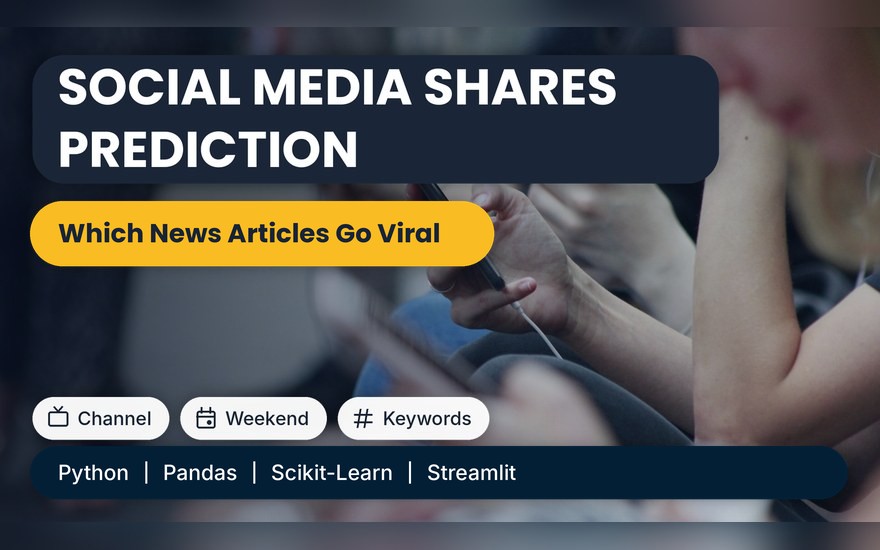 SOCIAL MEDIA SHARES
PREDICTION
Which News Articles Go Viral
Channel
Weekend
Keywords
Python | Pandas | Scikit-Learn | Streamlit